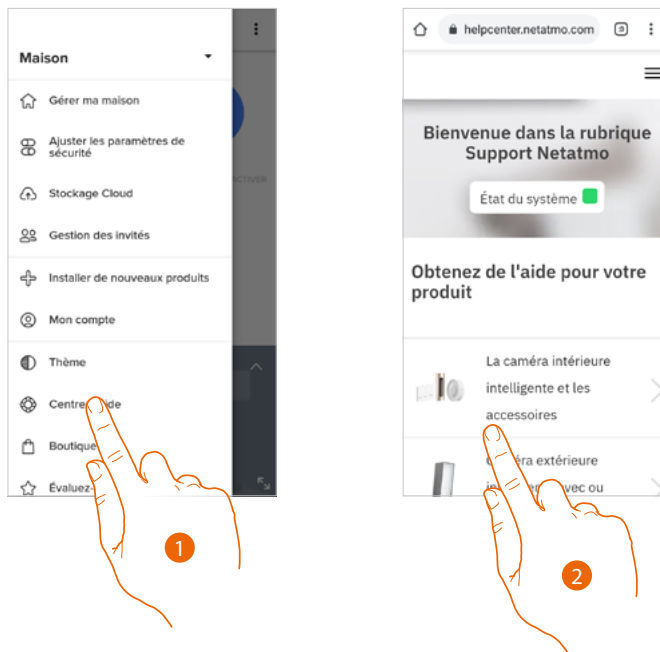 Maison
Gérer ma maison
Ajuster les paramètres de
sécurité
Stockage Cloud
Gestion des invités
Installer de nouveaux produits
Mon compte
Thème
Centre
Boutique
Évaluez-
1
helpcenter.netatmo.com
Bienvenue dans la rubrique
Support Netatmo
État du système
Obtenez de l'aide pour votre
produit
La caméra intérieure
intelligente et les
accessoires
extérieure
ou
2